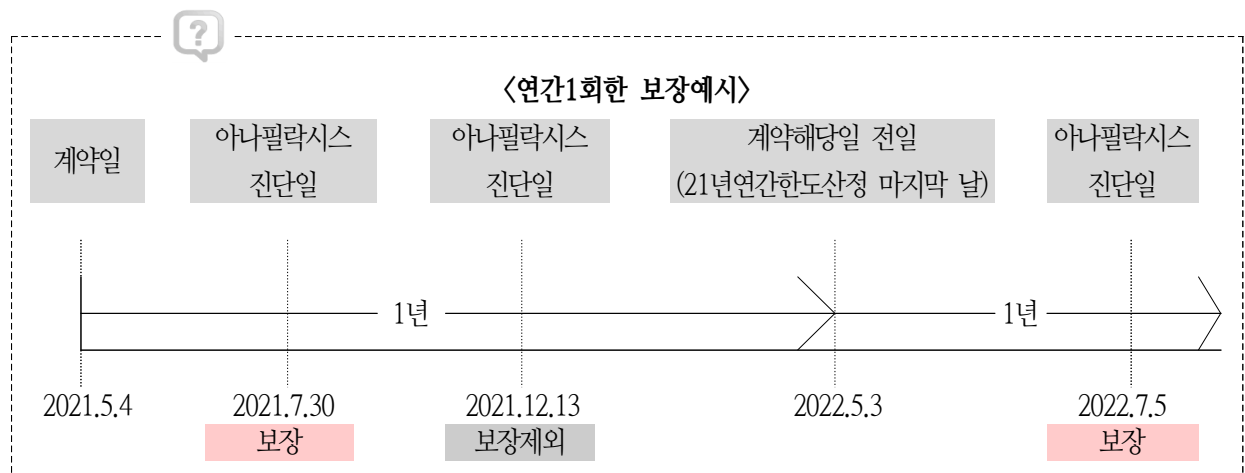 ?
〈연간1회한 보장예시〉
계약일
아나필락시스
진단일
아나필락시스
진단일
계약해당일 전일
(21년연간한도산정 마지막 날)
아나필락시스
진단일
1년
1년
2021.5.4
2021.7.30
2021.12.13
2022.5.3
2022.7.5
보장
보장제외
보장